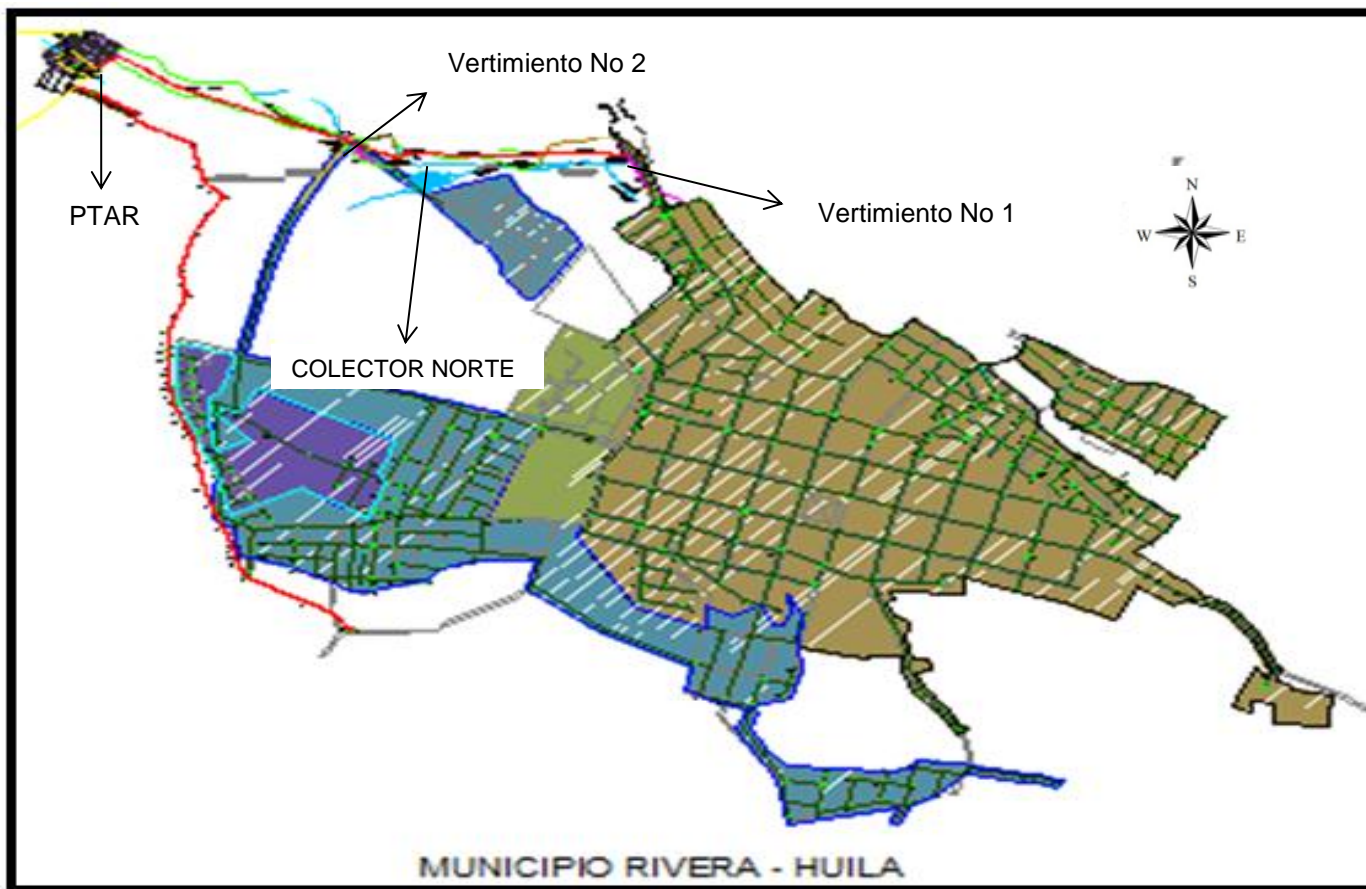 Vertimiento No 2
PTAR
Vertimiento No 1
N
W
E
S
COLECTOR NORTE
MUNICIPIO RIVERA - HUILA